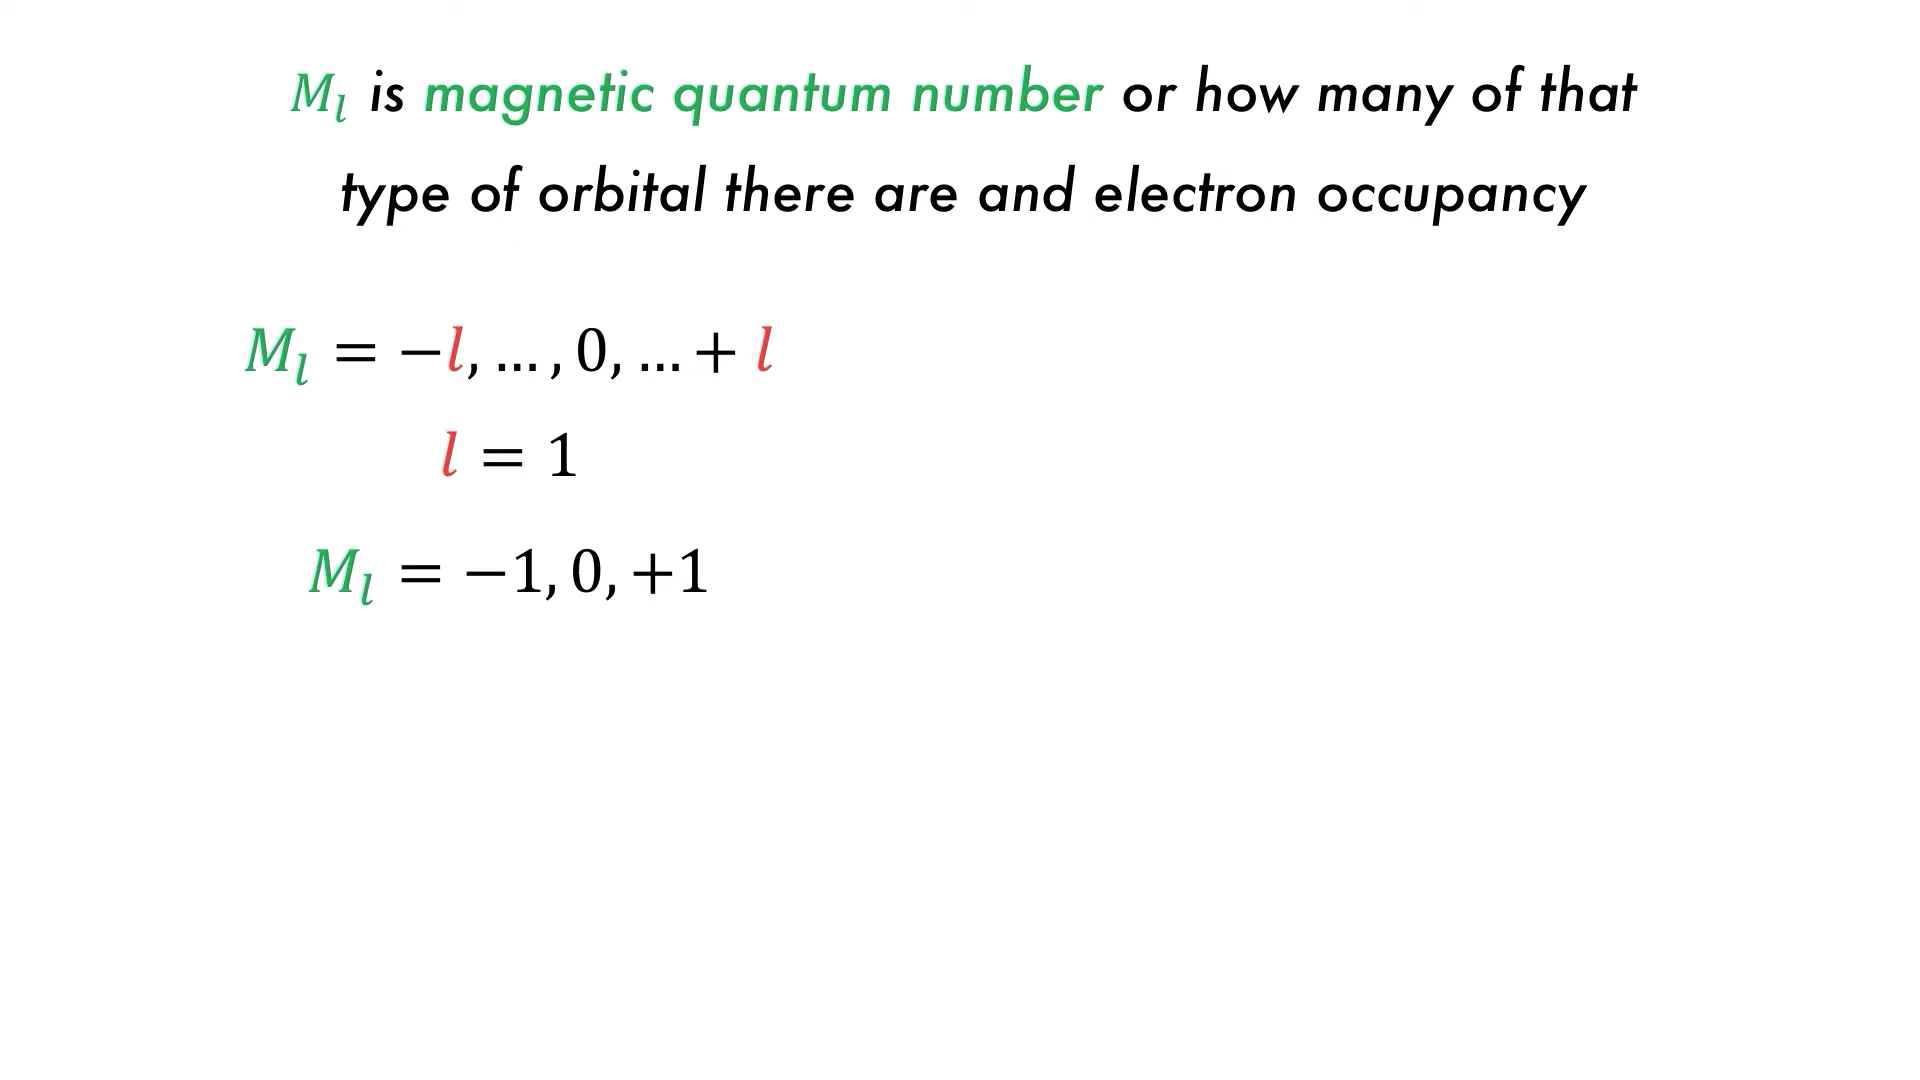 M_l is magnetic quantum number or how many of that
type of orbital there are and electron occupancy
M_l = −l, … , 0, … + l
l = 1
M_l = −1, 0, +1